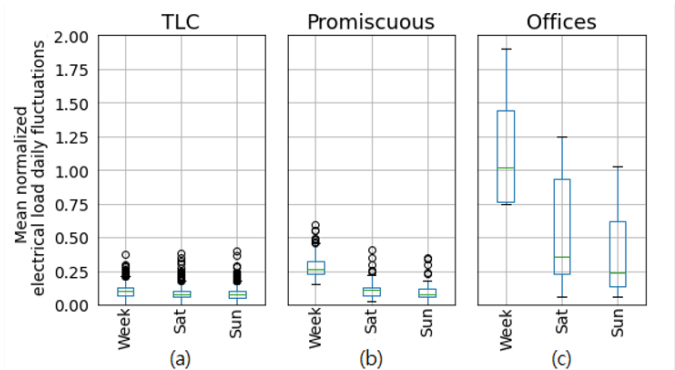 TLC
Promiscuous
Offices
Mean normalized
electrical load daily fluctuations
2.00
1.75
1.50
1.25
1.00
0.75
0.50
0.25
0.00
Week
Sat
Sun
Week
Sat
Sun
Week
Sat
Sun
(a)
(b)
(c)